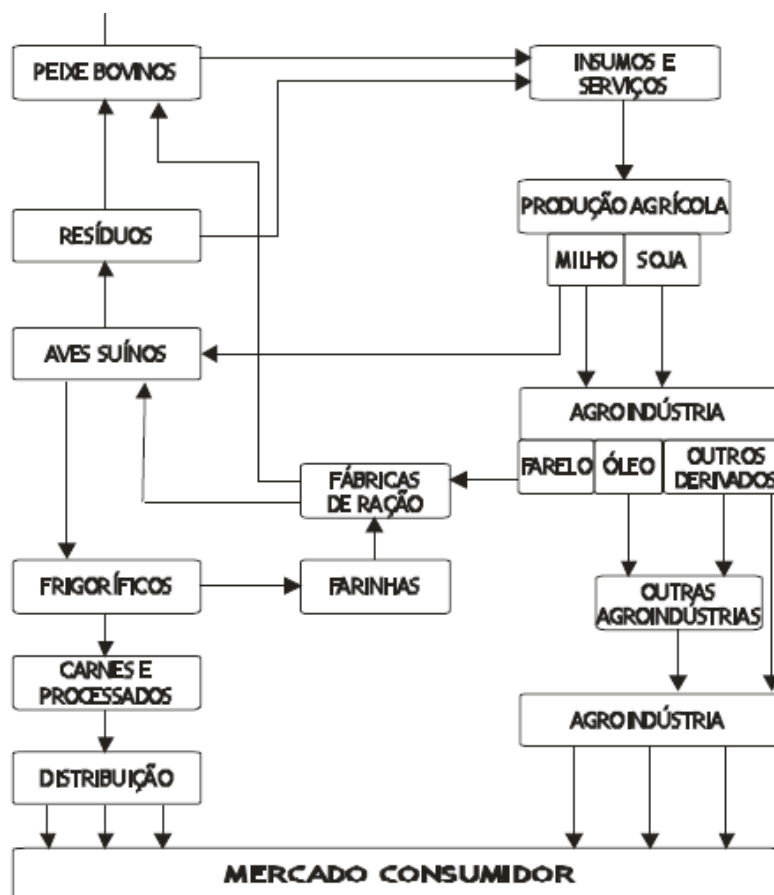 PEIXE BOVINOS
INSUMOS E
SERVIÇOS
PRODUÇÃO AGRÍCOLA
RESÍDUOS
MILHO
SOJA
AVES SUÍNOS
AGROINDÚSTRIA
FARELO
ÓLEO
OUTROS
DERIVADOS
FÁBRICAS
DE RAÇÃO
FRIGORÍFICOS
FARINHAS
OUTRAS
AGROINDÚSTRIAS
CARNES E
PROCESSADOS
AGROINDÚSTRIA
DISTRIBUIÇÃO
MERCADO CONSUMIDOR